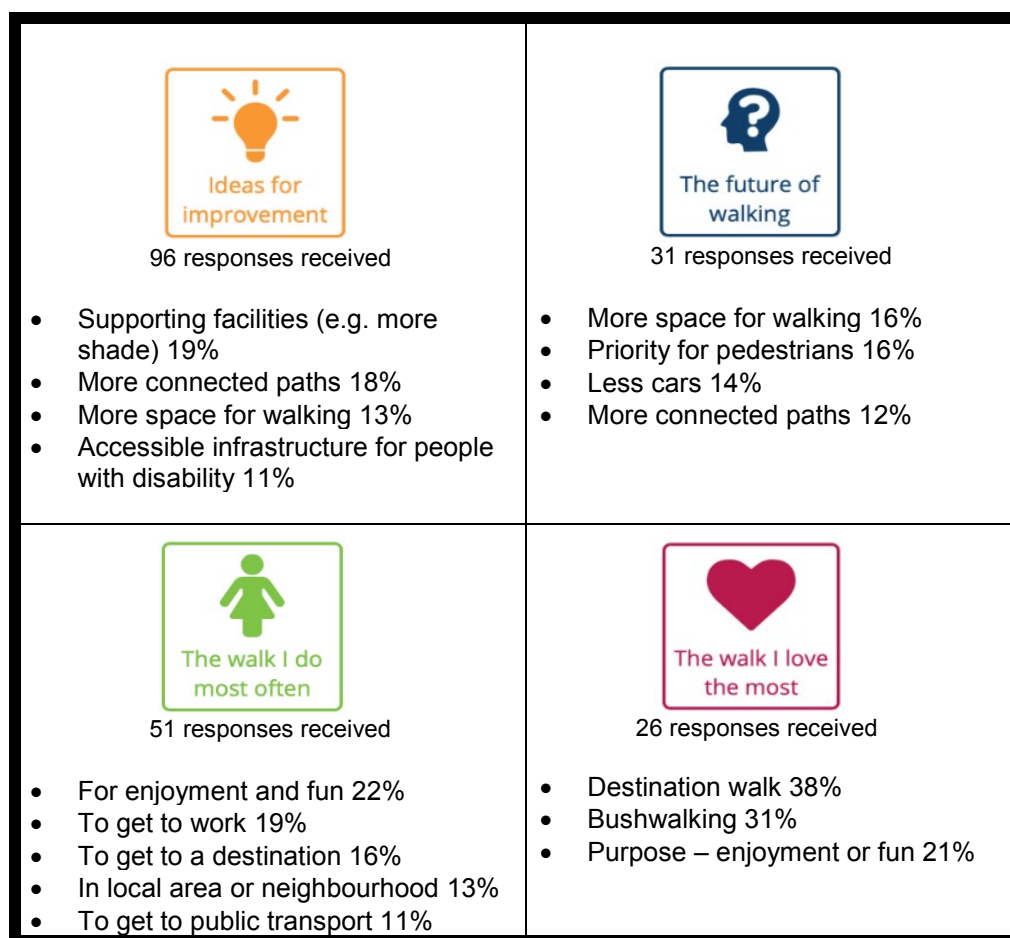 Ideas for
improvement
96 responses received
• Supporting facilities (e.g. more
shade) 19%
• More connected paths 18%
• More space for walking 13%
• Accessible infrastructure for people
with disability 11%
The future of
walking
31 responses received
• More space for walking 16%
• Priority for pedestrians 16%
• Less cars 14%
• More connected paths 12%
The walk I do
most often
51 responses received
• For enjoyment and fun 22%
• To get to work 19%
• To get to a destination 16%
• In local area or neighbourhood 13%
• To get to public transport 11%
The walk I love
the most
26 responses received
• Destination walk 38%
• Bushwalking 31%
• Purpose – enjoyment or fun 21%